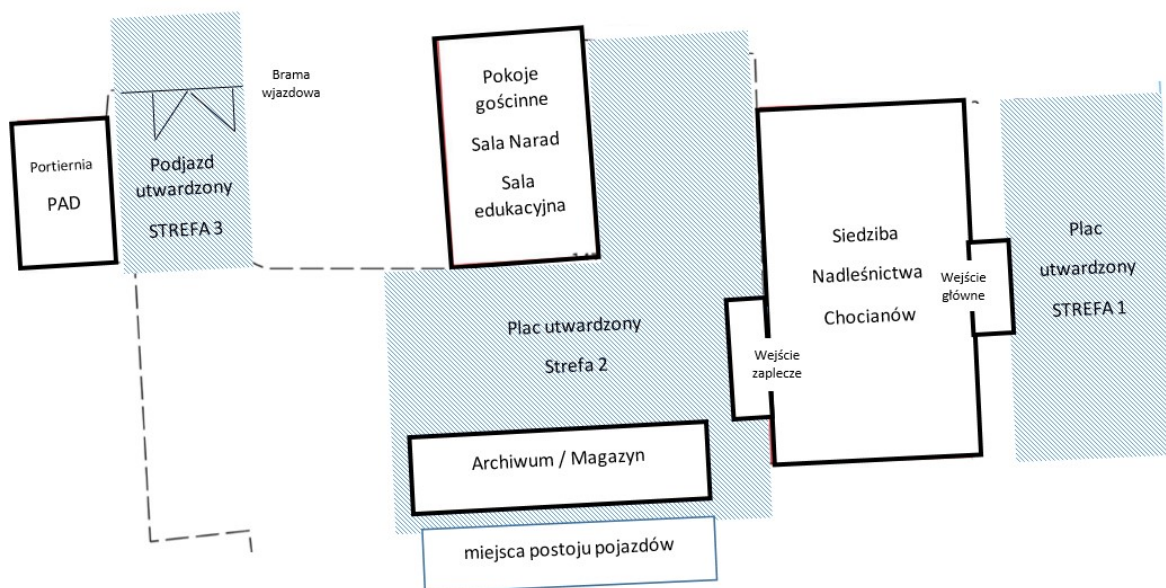 Brama
wjazdowa
Portiernia
PAD
Podjazd
utwardzony
STREFA 3
Pokoje
gościnne
Sala Narad
Sala
edukacyjna
Plac utwardzony
Strefa 2
Archiwum / Magazyn
miejsca postoju pojazdów
Wejście
zaplecze
Siedziba
Nadleśnictwa
Chocianów
Wejście
główne
Plac
utwardzony
STREFA 1